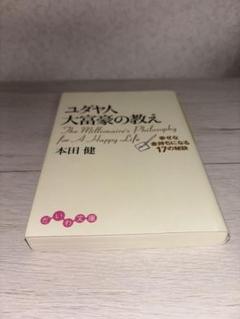 ユダヤ人
大富豪の教え
The Millionaire's Philosophy
for A Happy Life
幸せな
金持ちになる
17の秘訣
本田 健
だいわ文庫